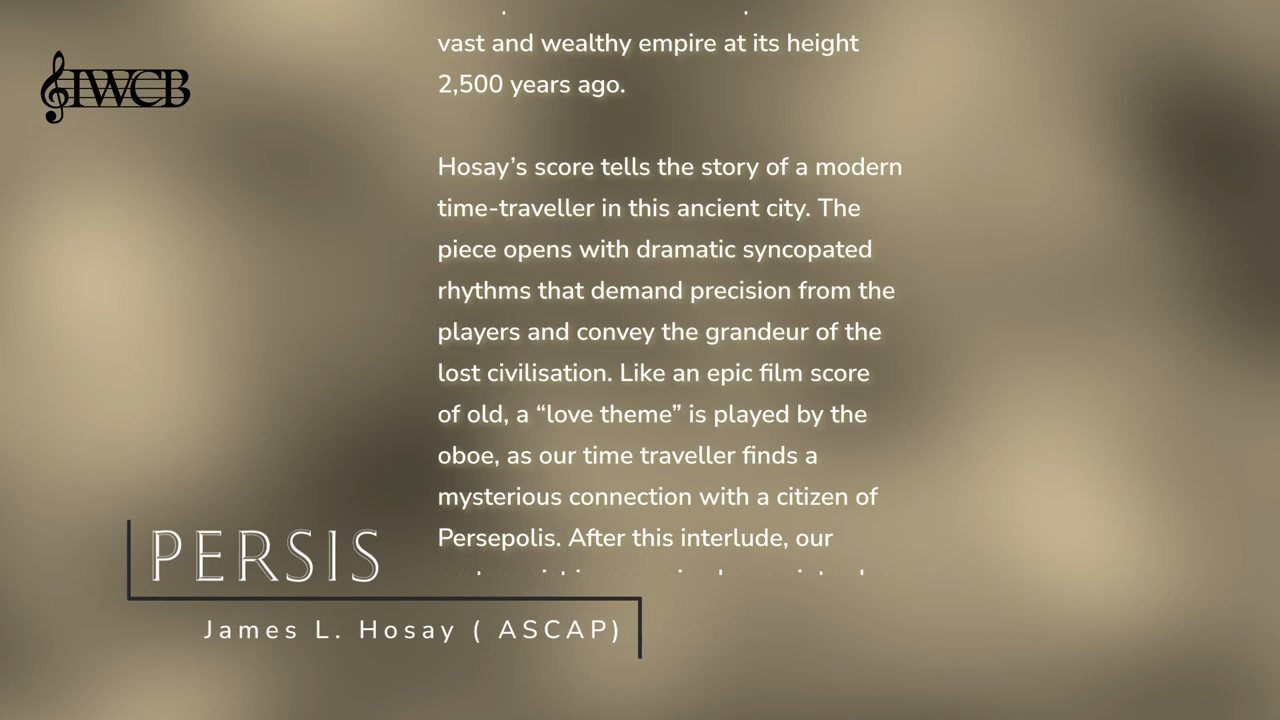 IWCB
vast and wealthy empire at its height
2,500 years ago.
Hosay’s score tells the story of a modern
time-traveller in this ancient city. The
piece opens with dramatic syncopated
rhythms that demand precision from the
players and convey the grandeur of the
lost civilisation. Like an epic film score
of old, a “love theme” is played by the
oboe, as our time traveller finds a
mysterious connection with a citizen of
Persepolis. After this interlude, our
PERSIS
James L. Hosay ( ASCAP)